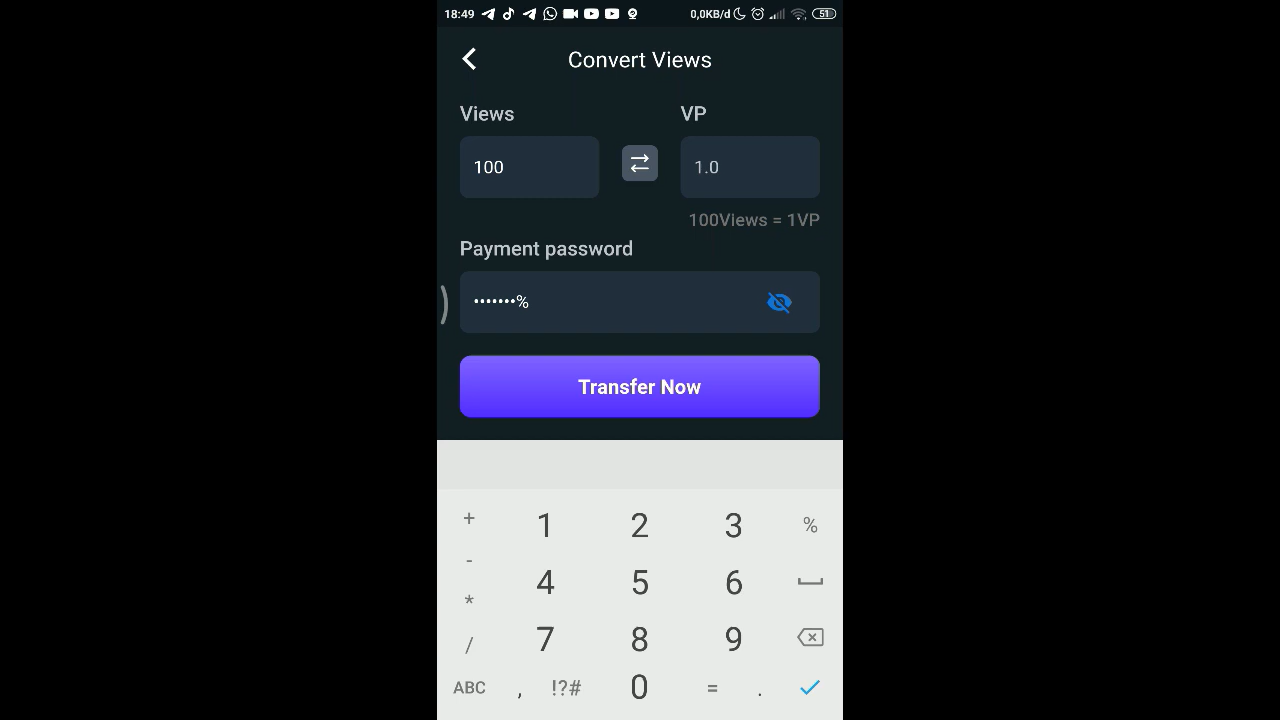 18:49 0,0KB/d 51
Convert Views
Views VP
100 1.0
100Views = 1VP
Payment password
•••••••%
Transfer Now
+ 1 2 3 %
- 4 5 6
* 7 8 9
/
ABC , !?# 0 = .